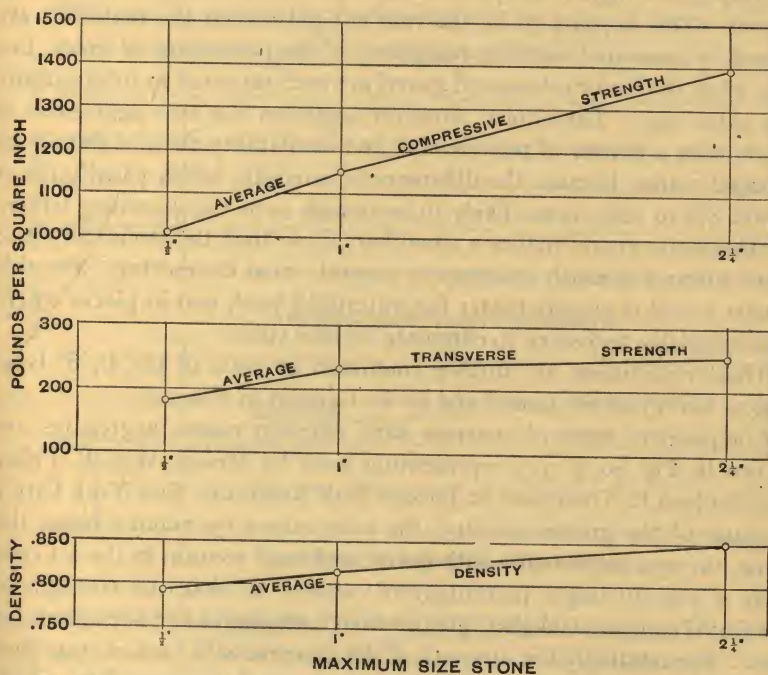 1500
1400
1300
1200
1100
1000
AVERAGE COMPRESSIVE STRENGTH
½" 1" 2¼"
POUNDS PER SQUARE INCH
300
200
100
AVERAGE TRANSVERSE STRENGTH
½" 1" 2¼"
DENSITY
.850
.800
.750
AVERAGE DENSITY
½" 1" 2¼"
MAXIMUM SIZE STONE